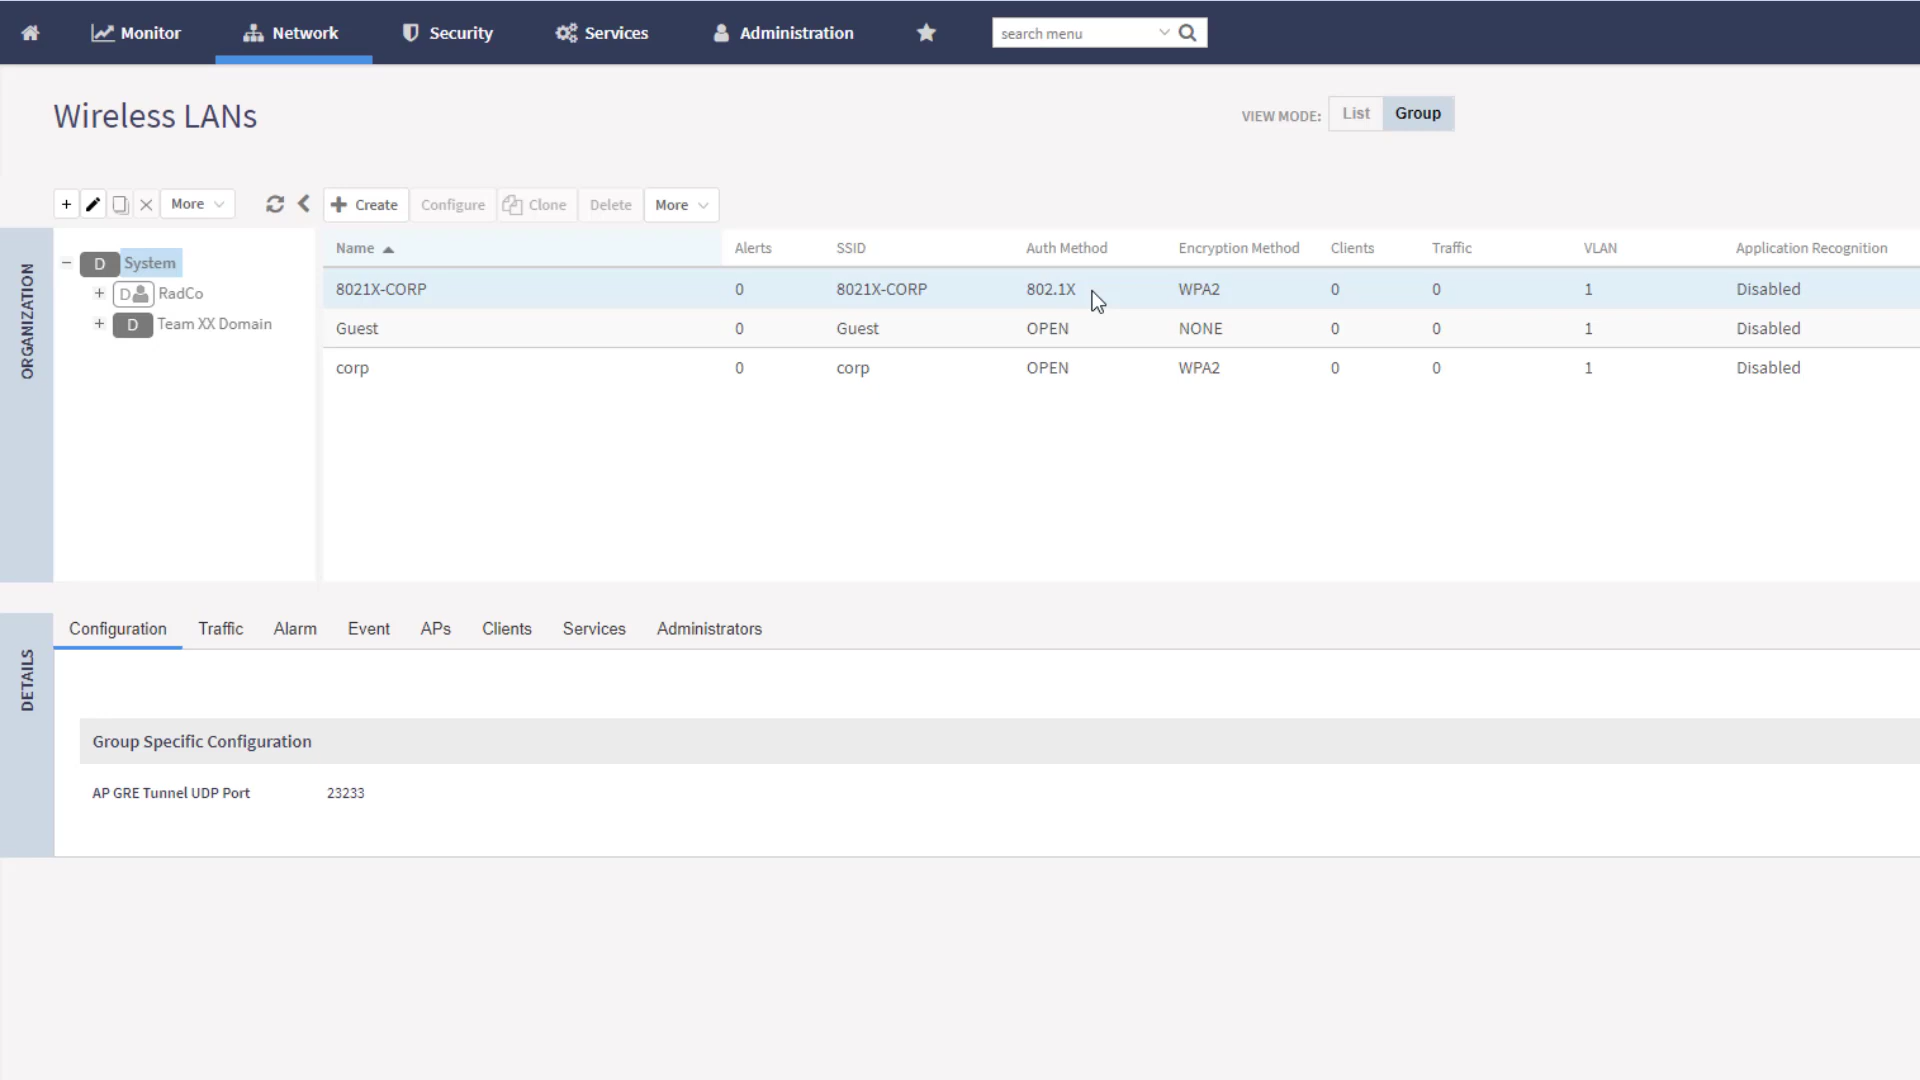 Monitor Network Security Services Administration search menu
Wireless LANs
VIEW MODE: List Group
More
Create Configure Clone Delete More
ORGANIZATION
D System
D RadCo
D Team XX Domain
Name Alerts SSID Auth Method Encryption Method Clients Traffic VLAN Application Recognition
8021X-CORP 0 8021X-CORP 802.1X WPA2 0 0 1 Disabled
Guest 0 Guest OPEN NONE 0 0 1 Disabled
corp 0 corp OPEN WPA2 0 0 1 Disabled
DETAILS
Configuration Traffic Alarm Event APs Clients Services Administrators
Group Specific Configuration
AP GRE Tunnel UDP Port 23233